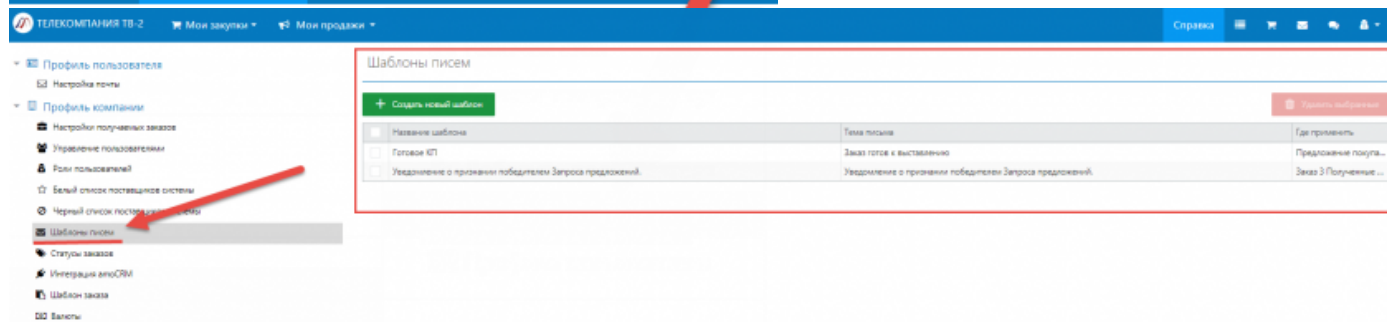 ТЕЛЕКОМПАНИЯ ТВ-2 Мои закупки Мои продажи Справка
Профиль пользователя
Настройка почты
Профиль компании
Настройки получаемых заказов
Управление пользователями
Роли пользователей
Белый список поставщиков системы
Черный список
Шаблоны писем
Статусы заказов
Интеграция amoCRM
Шаблон заказа
Валюты
Шаблоны писем
Создать новый шаблон Удалить выбранные
Название шаблона Тема письма Где применить
Готовое КП Заказ готов к выставлению Предложение покупа...
Уведомление о признании победителем Запроса предложений. Уведомление о признании победителем Запроса предложений. Заказ 3 Полученные ...